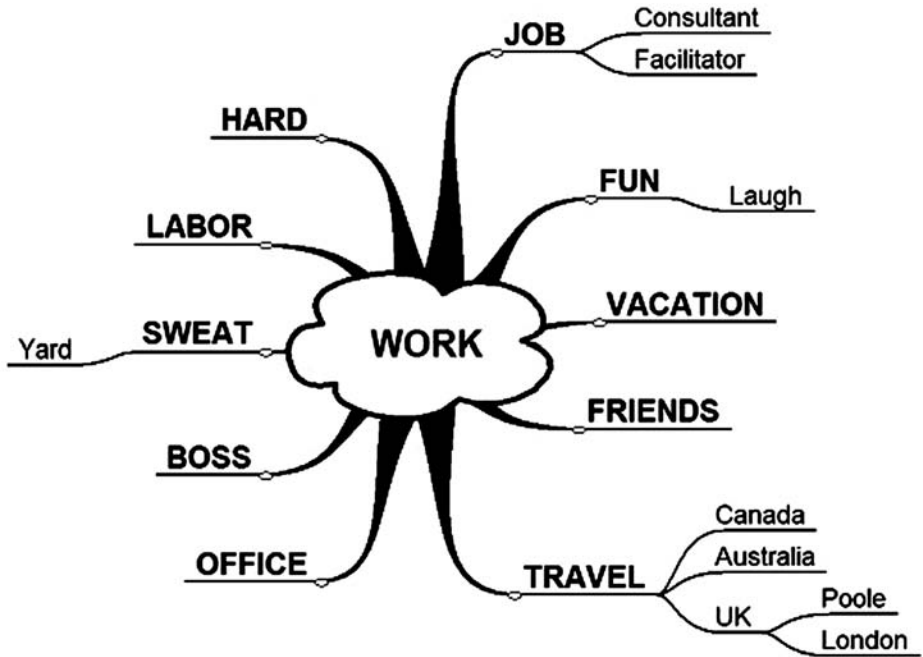 JOB
Consultant
Facilitator
HARD
FUN
Laugh
LABOR
VACATION
WORK
SWEAT
Yard
FRIENDS
BOSS
OFFICE
TRAVEL
Canada
Australia
UK
Poole
London